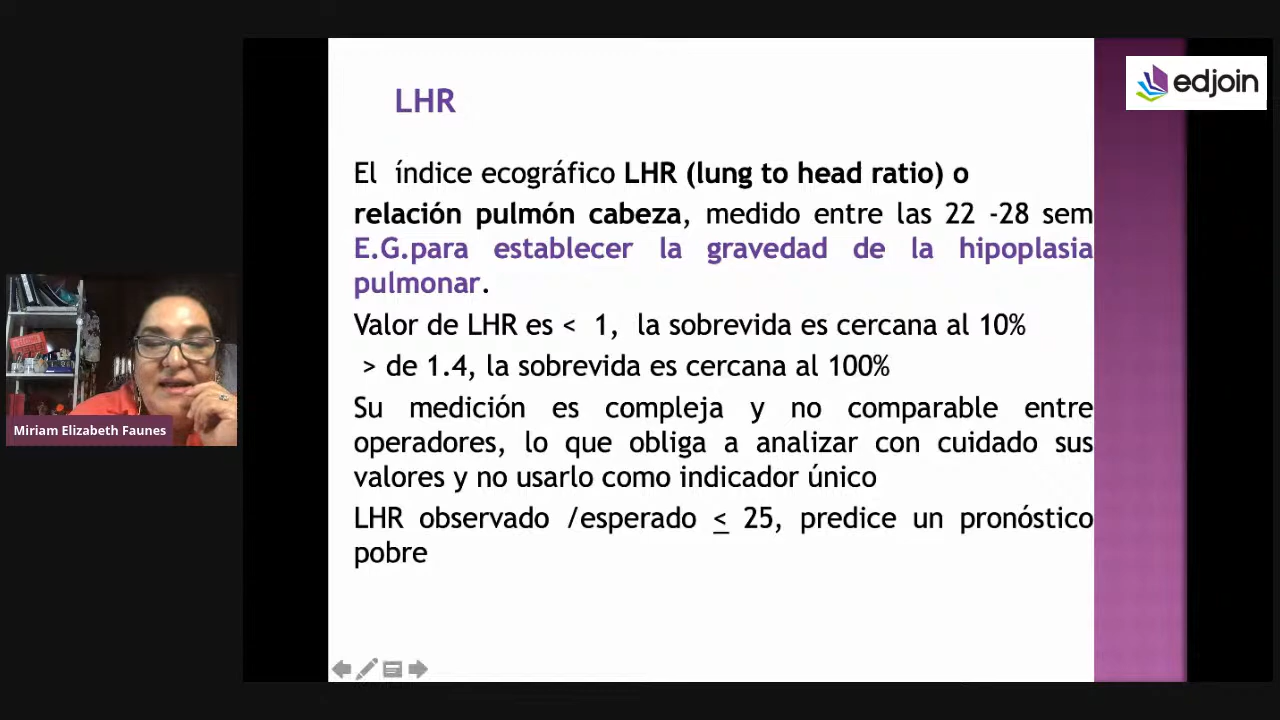 LHR
edjoin
El índice ecográfico LHR (lung to head ratio) o
relación pulmón cabeza, medido entre las 22 -28 sem
E.G.para establecer la gravedad de la hipoplasia
pulmonar.
Valor de LHR es < 1, la sobrevida es cercana al 10%
> de 1.4, la sobrevida es cercana al 100%
Su medición es compleja y no comparable entre
operadores, lo que obliga a analizar con cuidado sus
valores y no usarlo como indicador único
LHR observado /esperado < 25, predice un pronóstico
pobre
Miriam Elizabeth Faunes